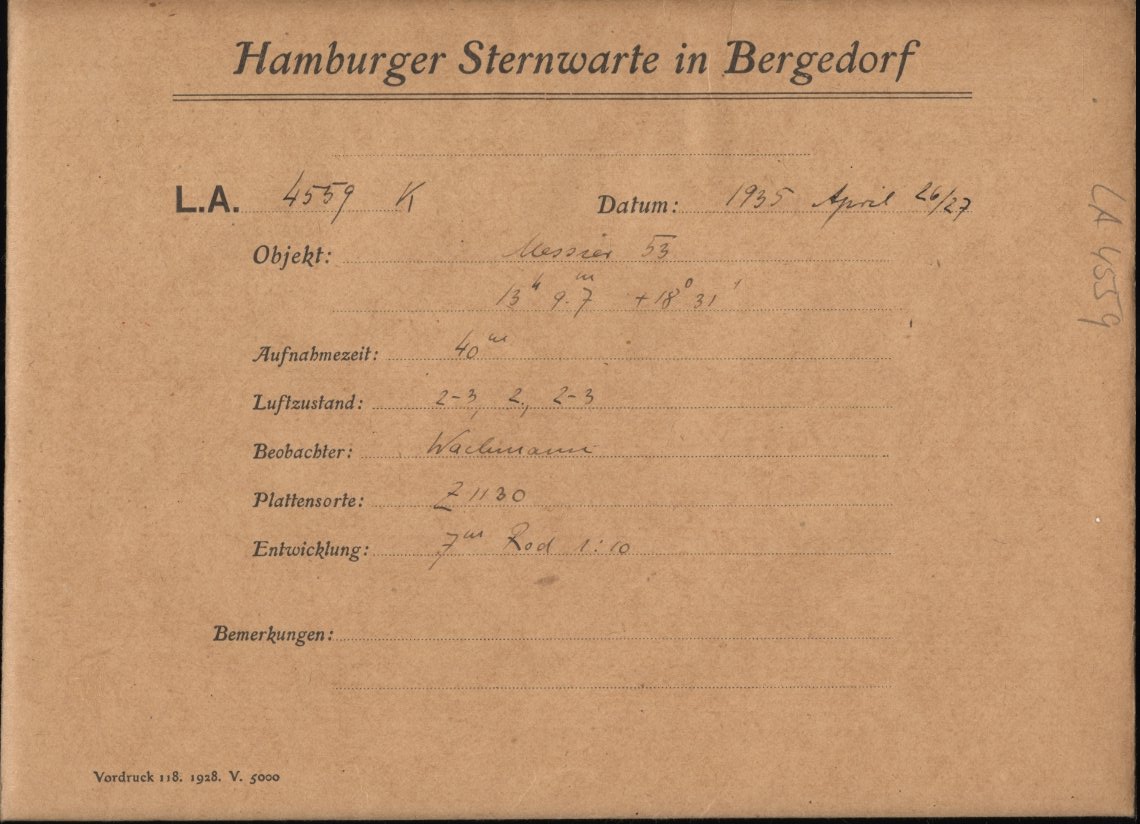 Hamburger Sternwarte in Bergedorf
L.A. 4559 K Datum: 1935 April 26/27
Objekt: Messier 53
13ʰ 9.ᵐ7 +18⁰ 31'
Aufnahmezeit: 40ᵐ
Luftzustand: 2-3, 2, 2-3
Beobachter: Wachmann
Plattensorte: Z 1130
Entwicklung: 7ᵐ Rod 1:10
Bemerkungen:
Vordruck 118. 1928. V. 5000
LA 4559